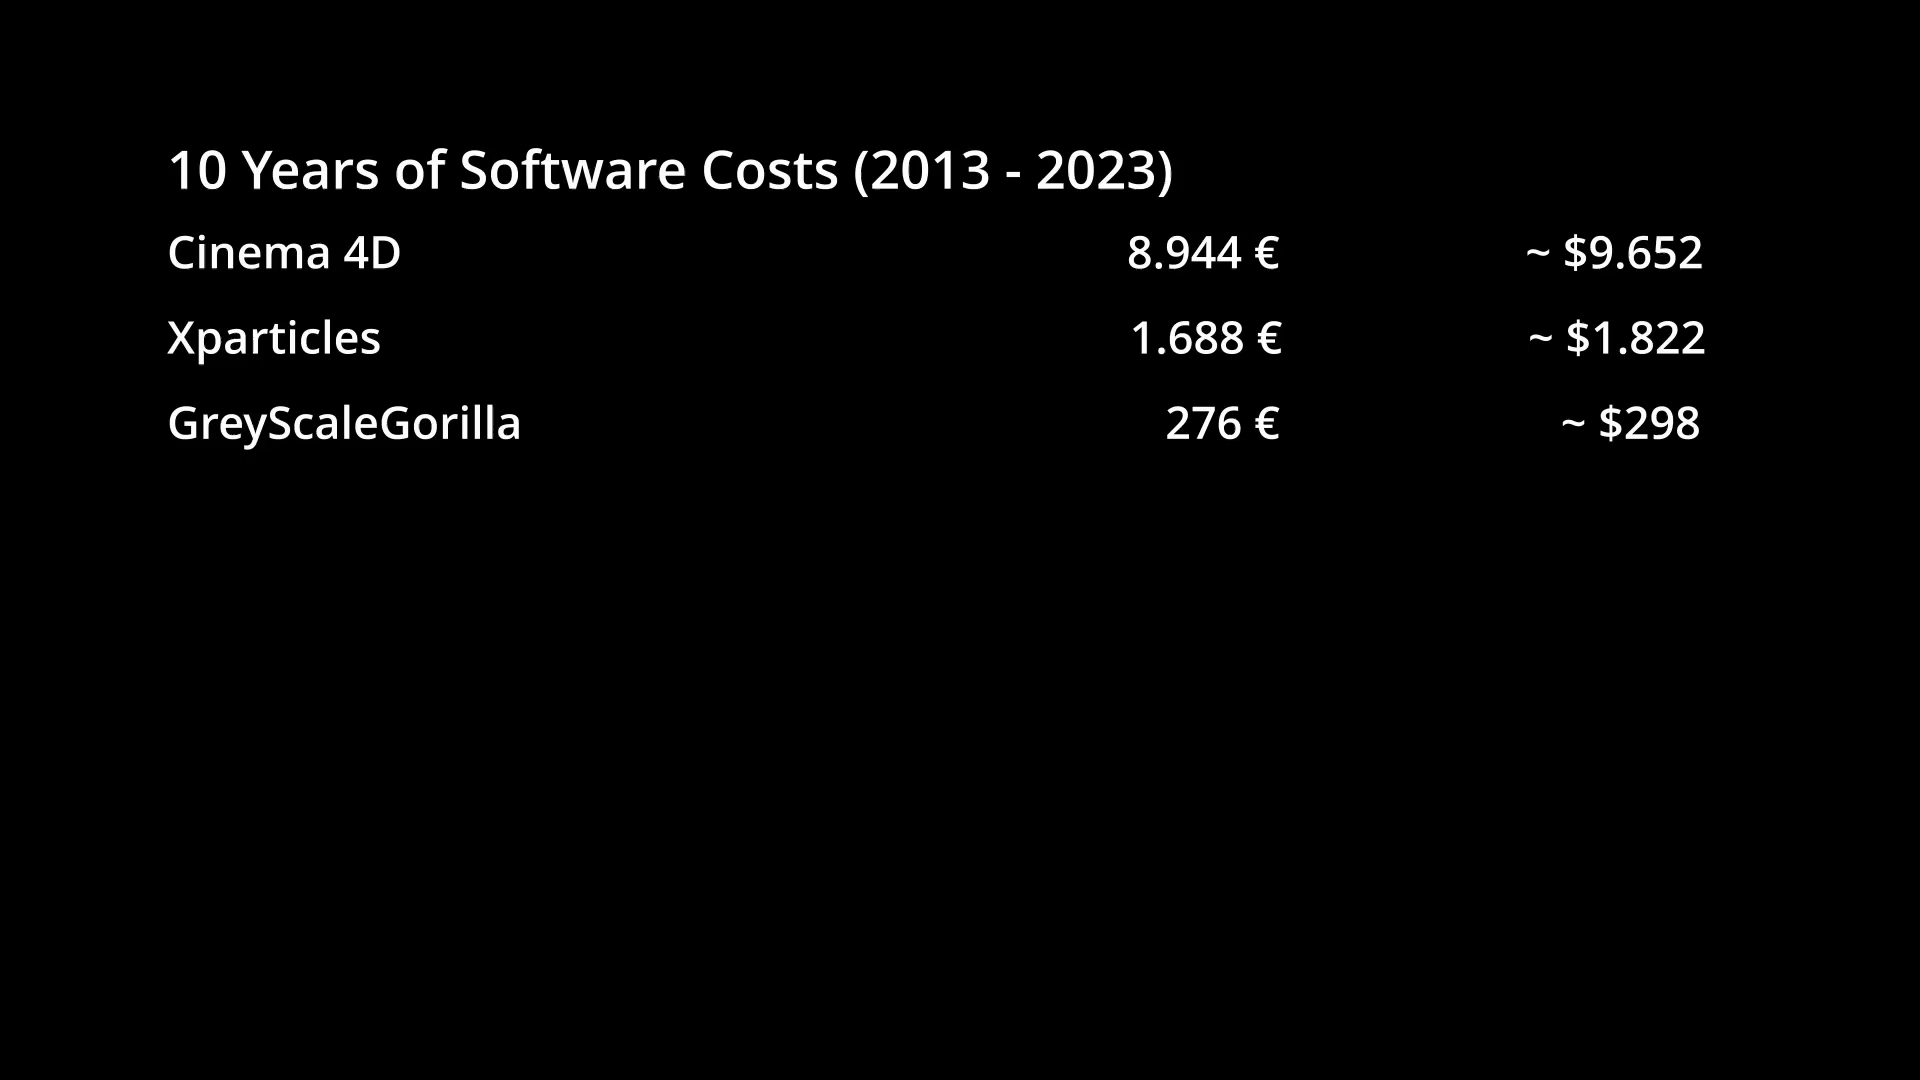 10 Years of Software Costs (2013 - 2023)
Cinema 4D 8.944 € ~ $9.652
Xparticles 1.688 € ~ $1.822
GreyScaleGorilla 276 € ~ $298